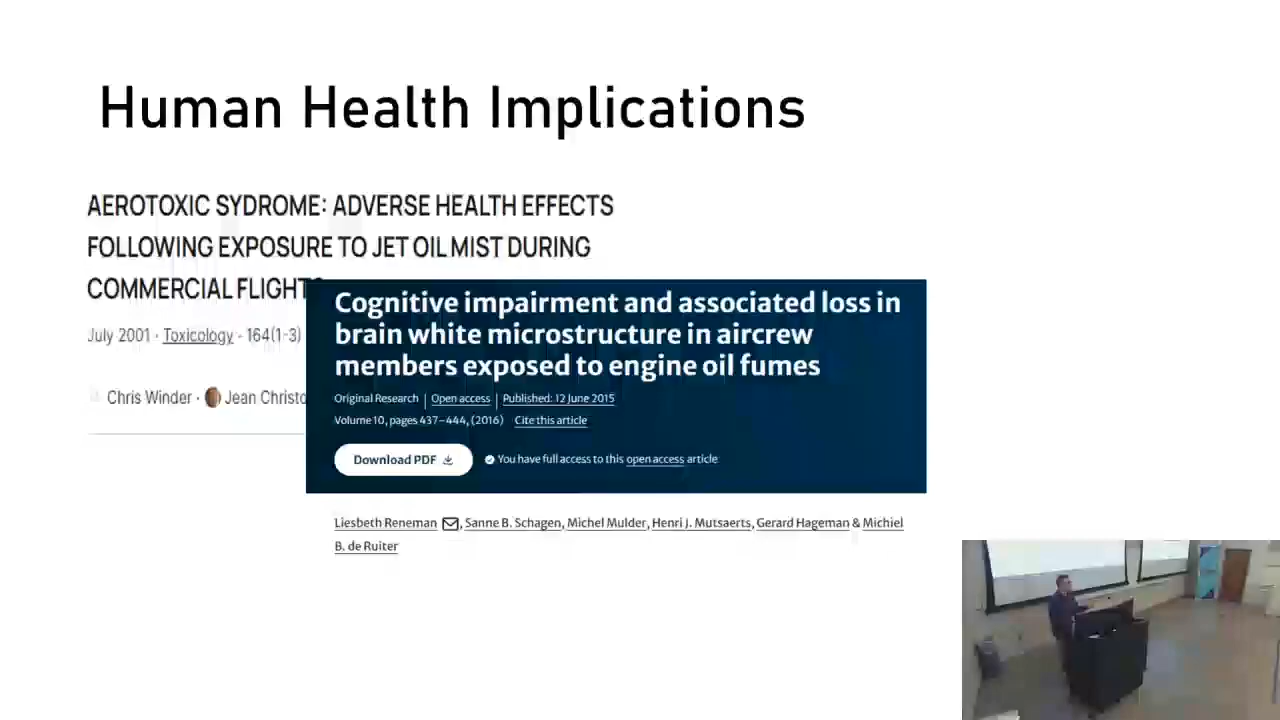 Human Health Implications
AEROTOXIC SYDROME: ADVERSE HEALTH EFFECTS
FOLLOWING EXPOSURE TO JET OIL MIST DURING
COMMERCIAL FLIGHTS
July 2001 · Toxicology - 164(1-3)
Chris Winder · Jean Christo
Cognitive impairment and associated loss in
brain white microstructure in aircrew
members exposed to engine oil fumes
Original Research | Open access | Published: 12 June 2015
Volume 10, pages 437–444, (2016) Cite this article
Download PDF You have full access to this open access article
Liesbeth Reneman, Sanne B. Schagen, Michel Mulder, Henri J. Mutsaerts, Gerard Hageman & Michiel
B. de Ruiter